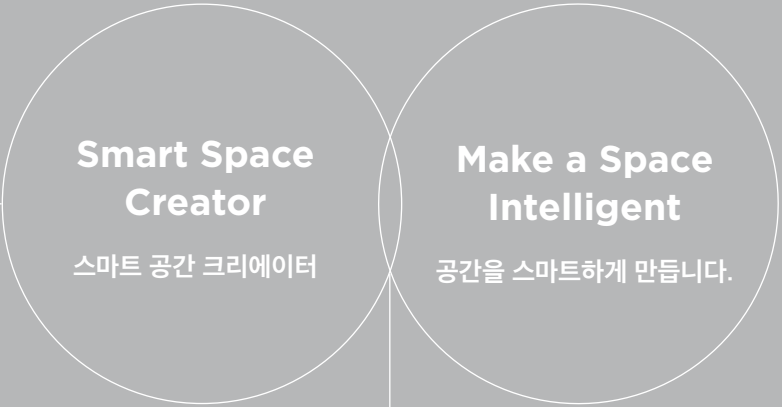 Smart Space
Creator
스마트 공간 크리에이터
Make a Space
Intelligent
공간을 스마트하게 만듭니다.